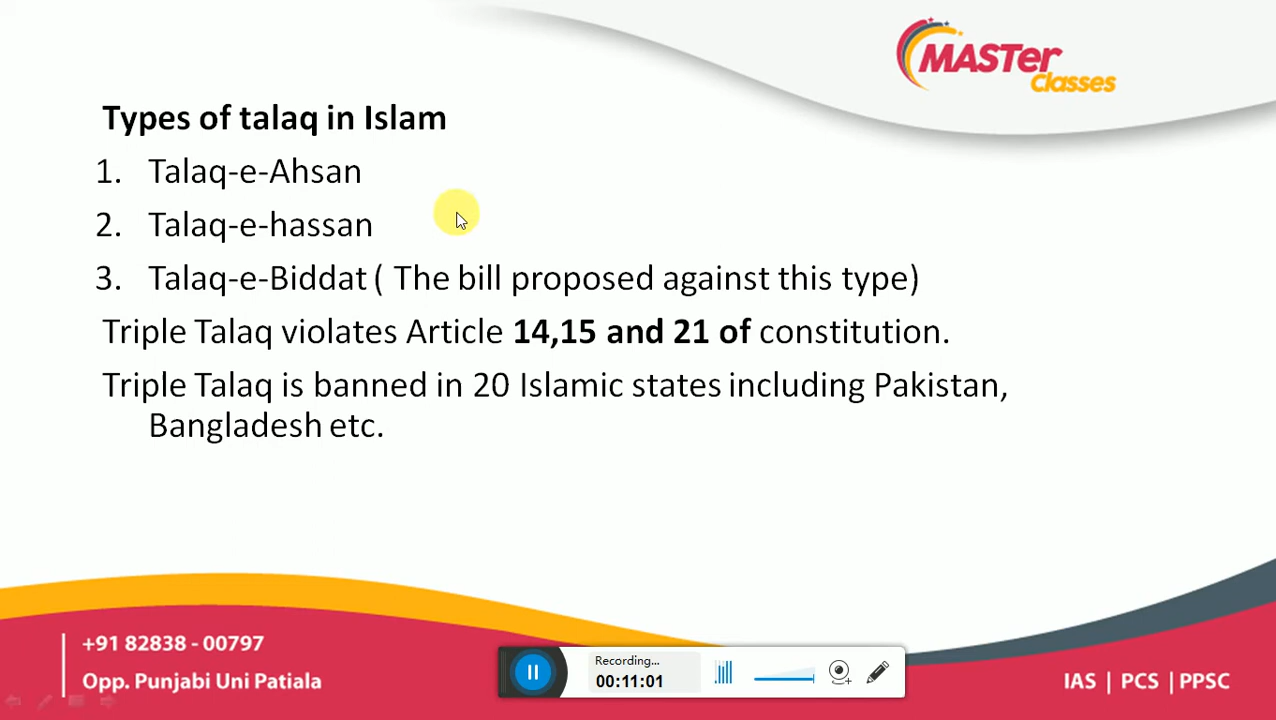 MASTer
Classes
Types of talaq in Islam
1. Talaq-e-Ahsan
2. Talaq-e-hassan
3. Talaq-e-Biddat ( The bill proposed against this type)
Triple Talaq violates Article 14,15 and 21 of constitution.
Triple Talaq is banned in 20 Islamic states including Pakistan,
Bangladesh etc.
+91 82838 - 00797
Opp. Punjabi Uni Patiala
Recording...
00:11:01
IAS | PCS | PPSC